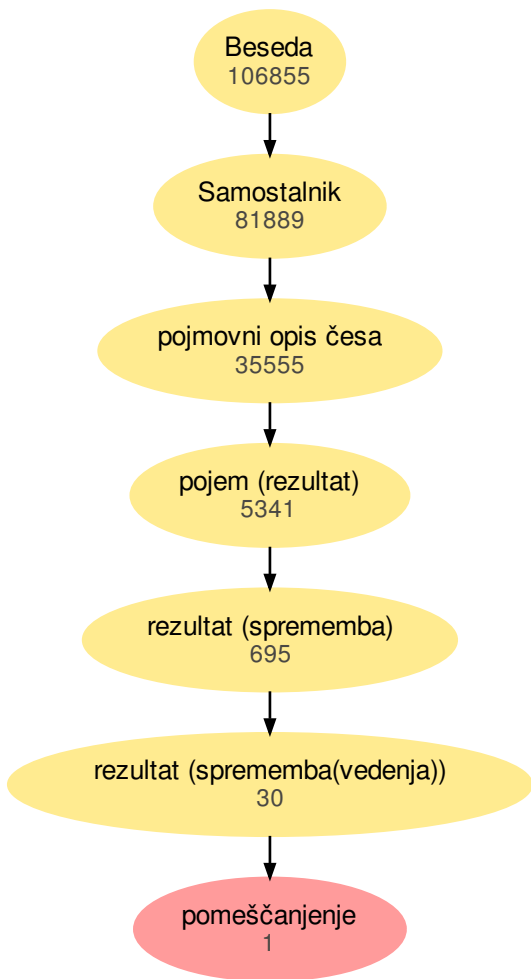 Beseda
106855
Samostalnik
81889
pojmovni opis česa
35555
pojem (rezultat)
5341
rezultat (sprememba)
695
rezultat (sprememba(vedenja))
30
pomeščanjenje
1